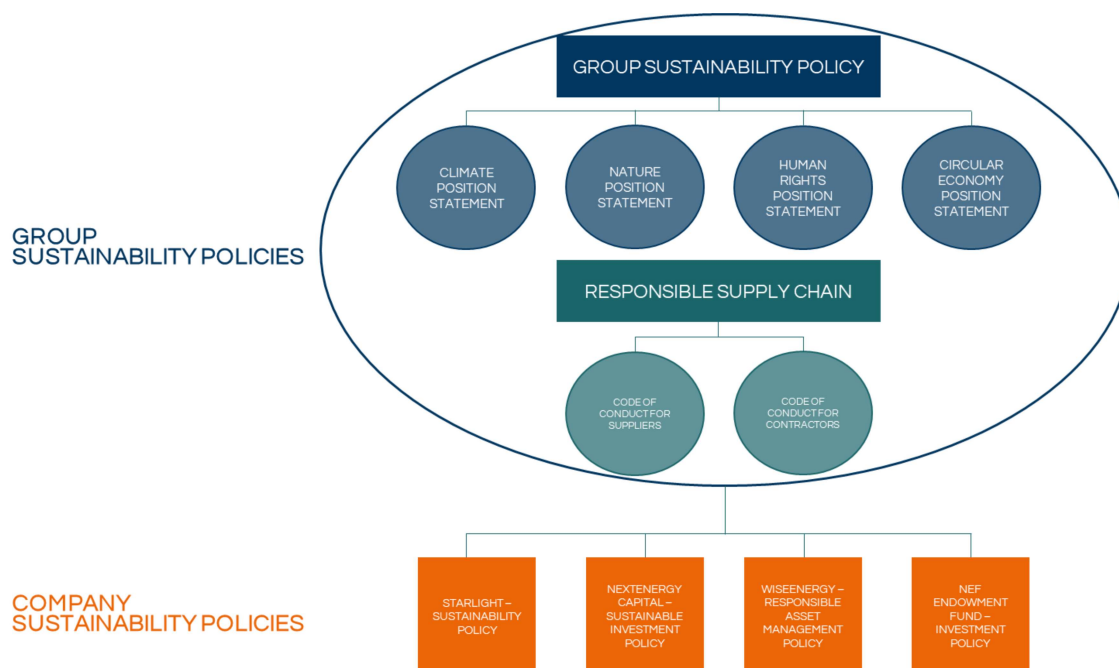 GROUP SUSTAINABILITY POLICY
CLIMATE
POSITION
STATEMENT
NATURE
POSITION
STATEMENT
HUMAN
RIGHTS
POSITION
STATEMENT
CIRCULAR
ECONOMY
POSITION
STATEMENT
GROUP
SUSTAINABILITY POLICIES
RESPONSIBLE SUPPLY CHAIN
CODE OF
CONDUCT FOR
SUPPLIERS
CODE OF
CONDUCT FOR
CONTRACTORS
COMPANY
SUSTAINABILITY POLICIES
STARLIGHT –
SUSTAINABILITY
POLICY
NEXTENERGY
CAPITAL –
SUSTAINABLE
INVESTMENT
POLICY
WISEENERGY –
RESPONSIBLE
ASSET
MANAGEMENT
POLICY
NEF
ENDOWMENT
FUND –
INVESTMENT
POLICY